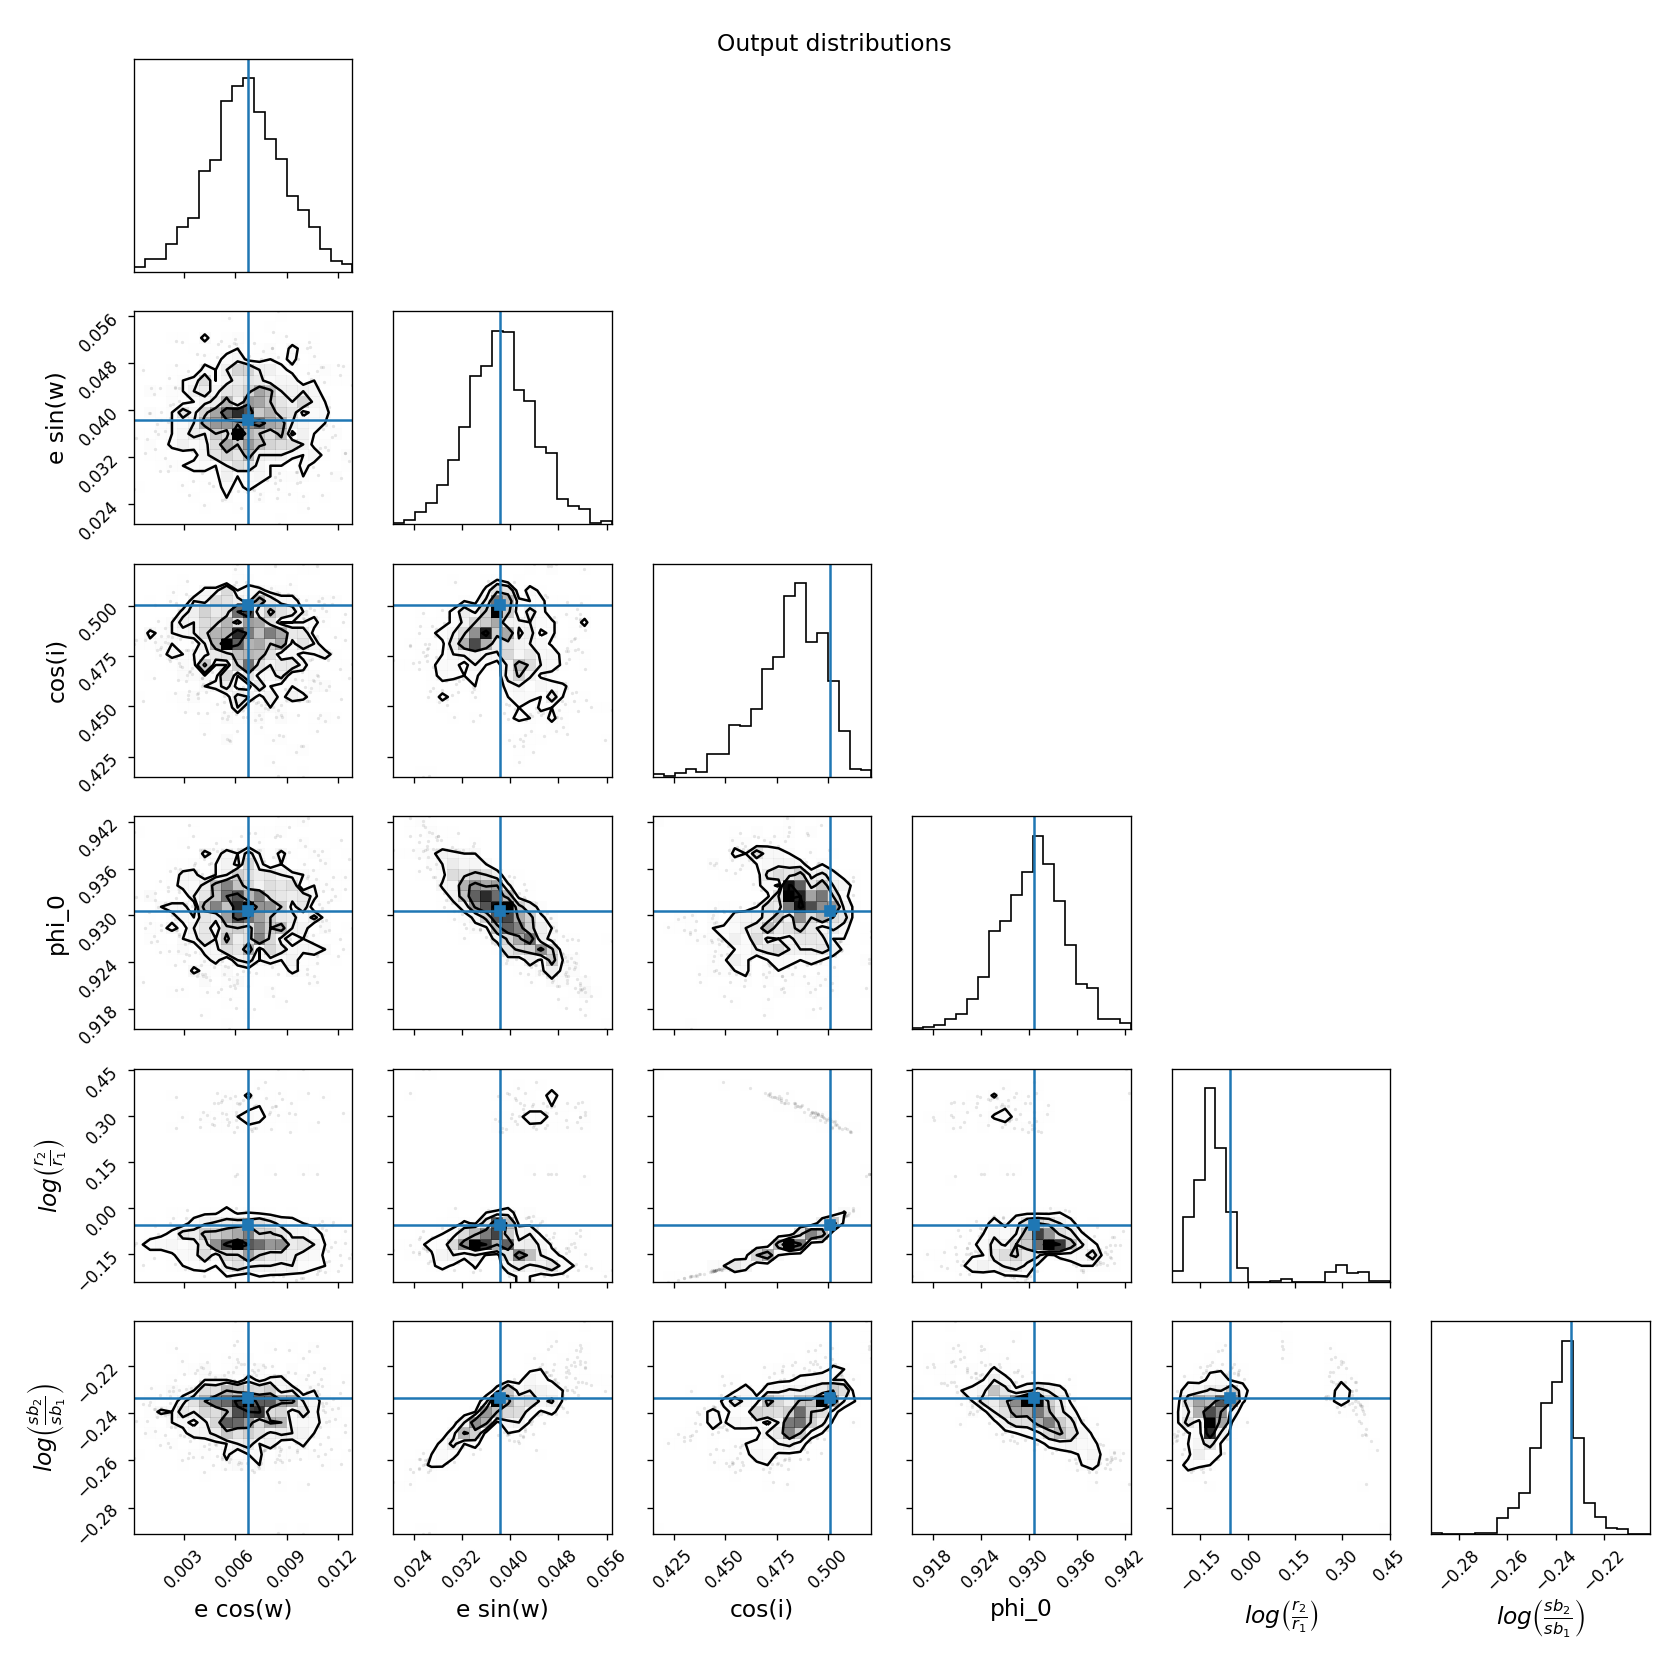 Output distributions
e sin(w)
0.056
0.048
0.040
0.032
0.024
cos(i)
0.500
0.475
0.450
0.425
phi_0
0.942
0.936
0.930
0.924
0.918
log(r₂/r₁)
0.45
0.30
0.15
0.00
−0.15
log(sb₂/sb₁)
−0.22
−0.24
−0.26
−0.28
0.003 0.006 0.009 0.012
0.024 0.032 0.040 0.048 0.056
0.425 0.450 0.475 0.500
0.918 0.924 0.930 0.936 0.942
−0.15 0.00 0.15 0.30 0.45
−0.28 −0.26 −0.24 −0.22
e cos(w)
e sin(w)
cos(i)
phi_0
log(r₂/r₁)
log(sb₂/sb₁)